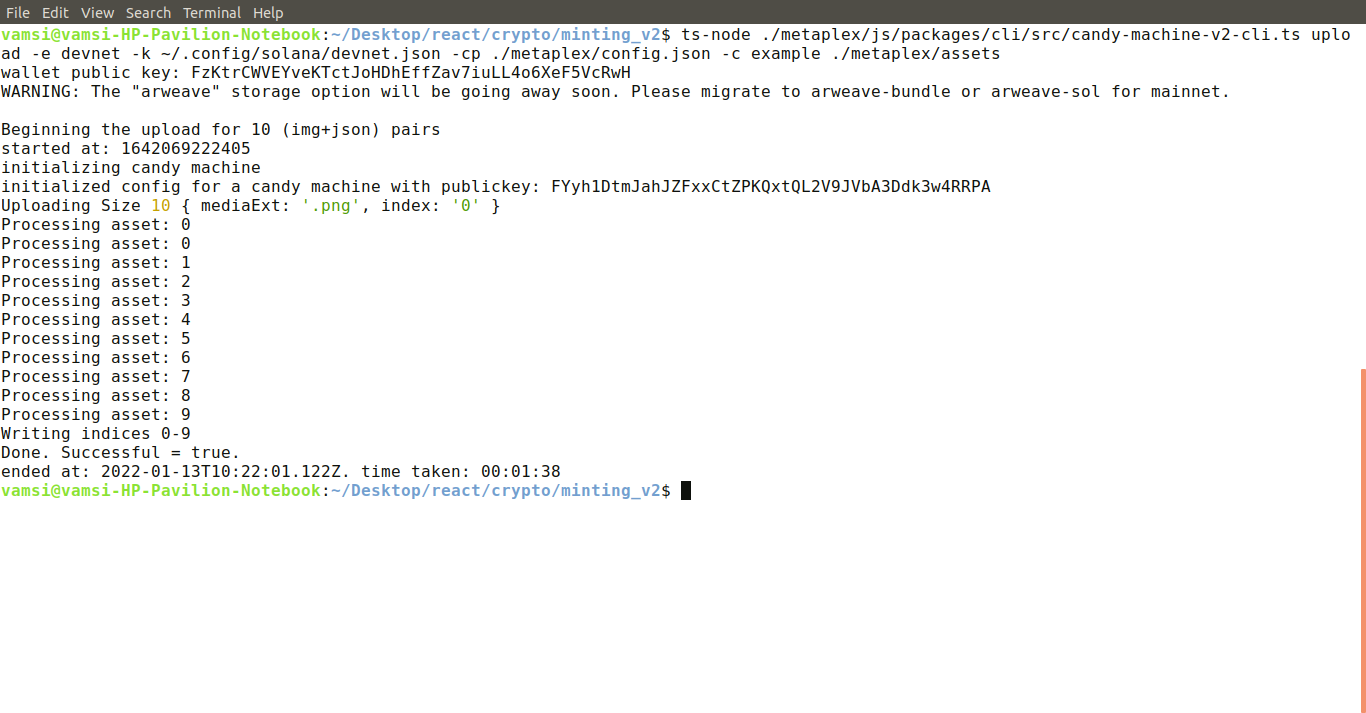 File Edit View Search Terminal Help
vamsi@vamsi-HP-Pavilion-Notebook:~/Desktop/react/crypto/minting_v2$ ts-node ./metaplex/js/packages/cli/src/candy-machine-v2-cli.ts uplo
ad -e devnet -k ~/.config/solana/devnet.json -cp ./metaplex/config.json -c example ./metaplex/assets
wallet public key: FzKtrCWVEYveKTctJoHDhEffZav7iuLL4o6XeF5VcRwH
WARNING: The "arweave" storage option will be going away soon. Please migrate to arweave-bundle or arweave-sol for mainnet.
Beginning the upload for 10 (img+json) pairs
started at: 1642069222405
initializing candy machine
initialized config for a candy machine with publickey: FYyh1DtmJahJZFxxCtZPKQxtQL2V9JVbA3Ddk3w4RRPA
Uploading Size 10 { mediaExt: '.png', index: '0' }
Processing asset: 0
Processing asset: 0
Processing asset: 1
Processing asset: 2
Processing asset: 3
Processing asset: 4
Processing asset: 5
Processing asset: 6
Processing asset: 7
Processing asset: 8
Processing asset: 9
Writing indices 0-9
Done. Successful = true.
ended at: 2022-01-13T10:22:01.122Z. time taken: 00:01:38
vamsi@vamsi-HP-Pavilion-Notebook:~/Desktop/react/crypto/minting_v2$